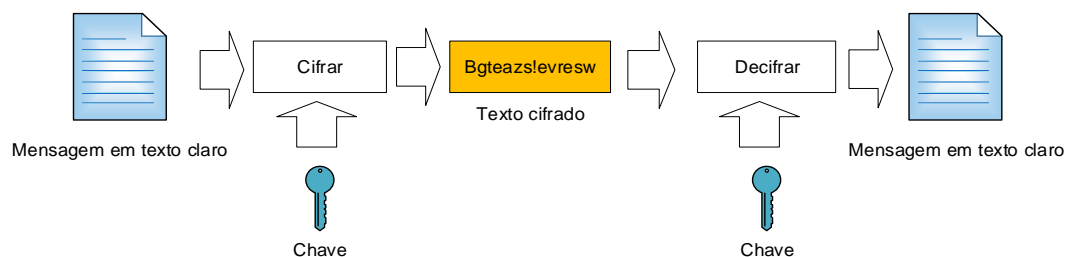 Cifrar
Bgteazs!evresw
Decifrar
Texto cifrado
Mensagem em texto claro
Mensagem em texto claro
Chave
Chave